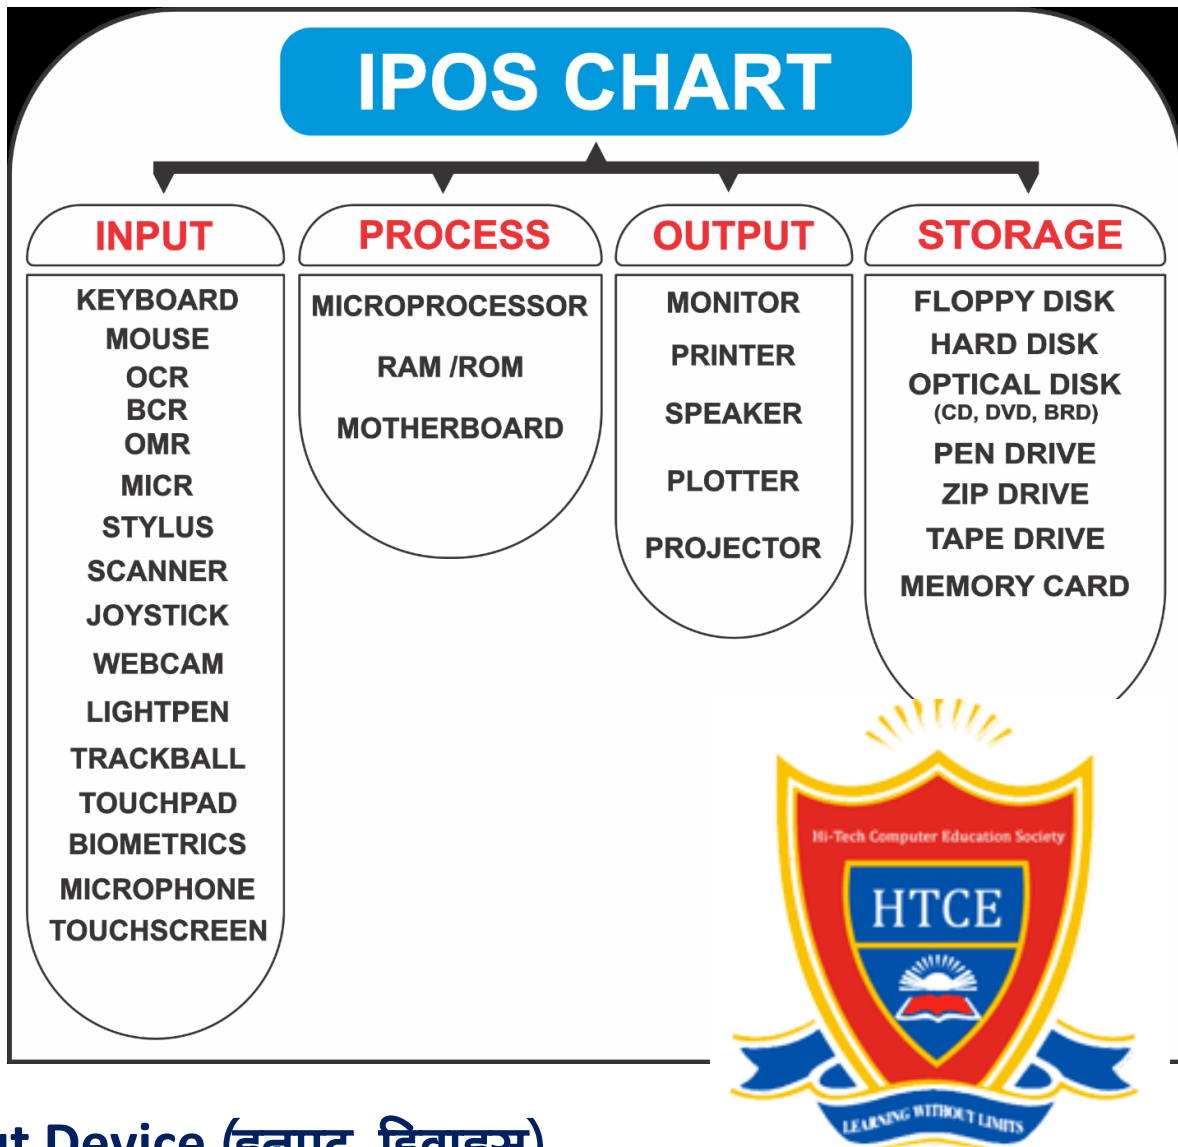 IPOS CHART
INPUT
KEYBOARD
MOUSE
OCR
BCR
OMR
MICR
STYLUS
SCANNER
JOYSTICK
WEBCAM
LIGHTPEN
TRACKBALL
TOUCHPAD
BIOMETRICS
MICROPHONE
TOUCHSCREEN
PROCESS
MICROPROCESSOR
RAM /ROM
MOTHERBOARD
OUTPUT
MONITOR
PRINTER
SPEAKER
PLOTTER
PROJECTOR
STORAGE
FLOPPY DISK
HARD DISK
OPTICAL DISK
(CD, DVD, BRD)
PEN DRIVE
ZIP DRIVE
TAPE DRIVE
MEMORY CARD
Hi-Tech Computer Education Society
HTCE
LEARNING WITHOUT LIMITS
Device